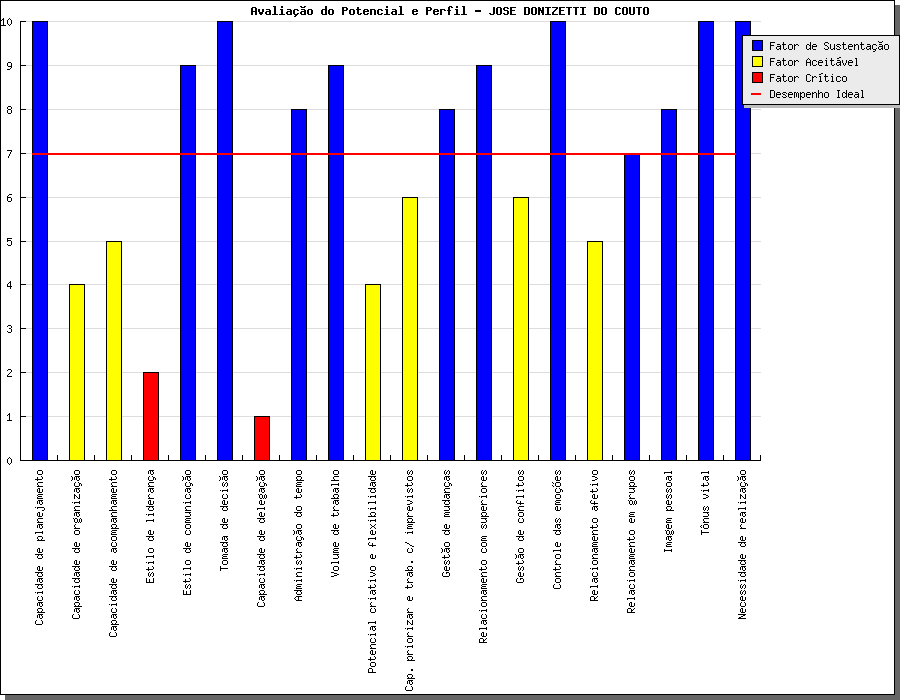 Avaliação do Potencial e Perfil - JOSE DONIZETTI DO COUTO
10
9
8
7
6
5
4
3
2
1
0
Fator de Sustentação
Fator Aceitável
Fator Crítico
Desempenho Ideal
Capacidade de planejamento
Capacidade de organização
Capacidade de acompanhamento
Estilo de liderança
Estilo de comunicação
Tomada de decisão
Capacidade de delegação
Administração do tempo
Volume de trabalho
Potencial criativo e flexibilidade
Cap. priorizar e trab. c/ imprevistos
Gestão de mudanças
Relacionamento com superiores
Gestão de conflitos
Controle das emoções
Relacionamento afetivo
Relacionamento em grupos
Imagem pessoal
Tônus vital
Necessidade de realização